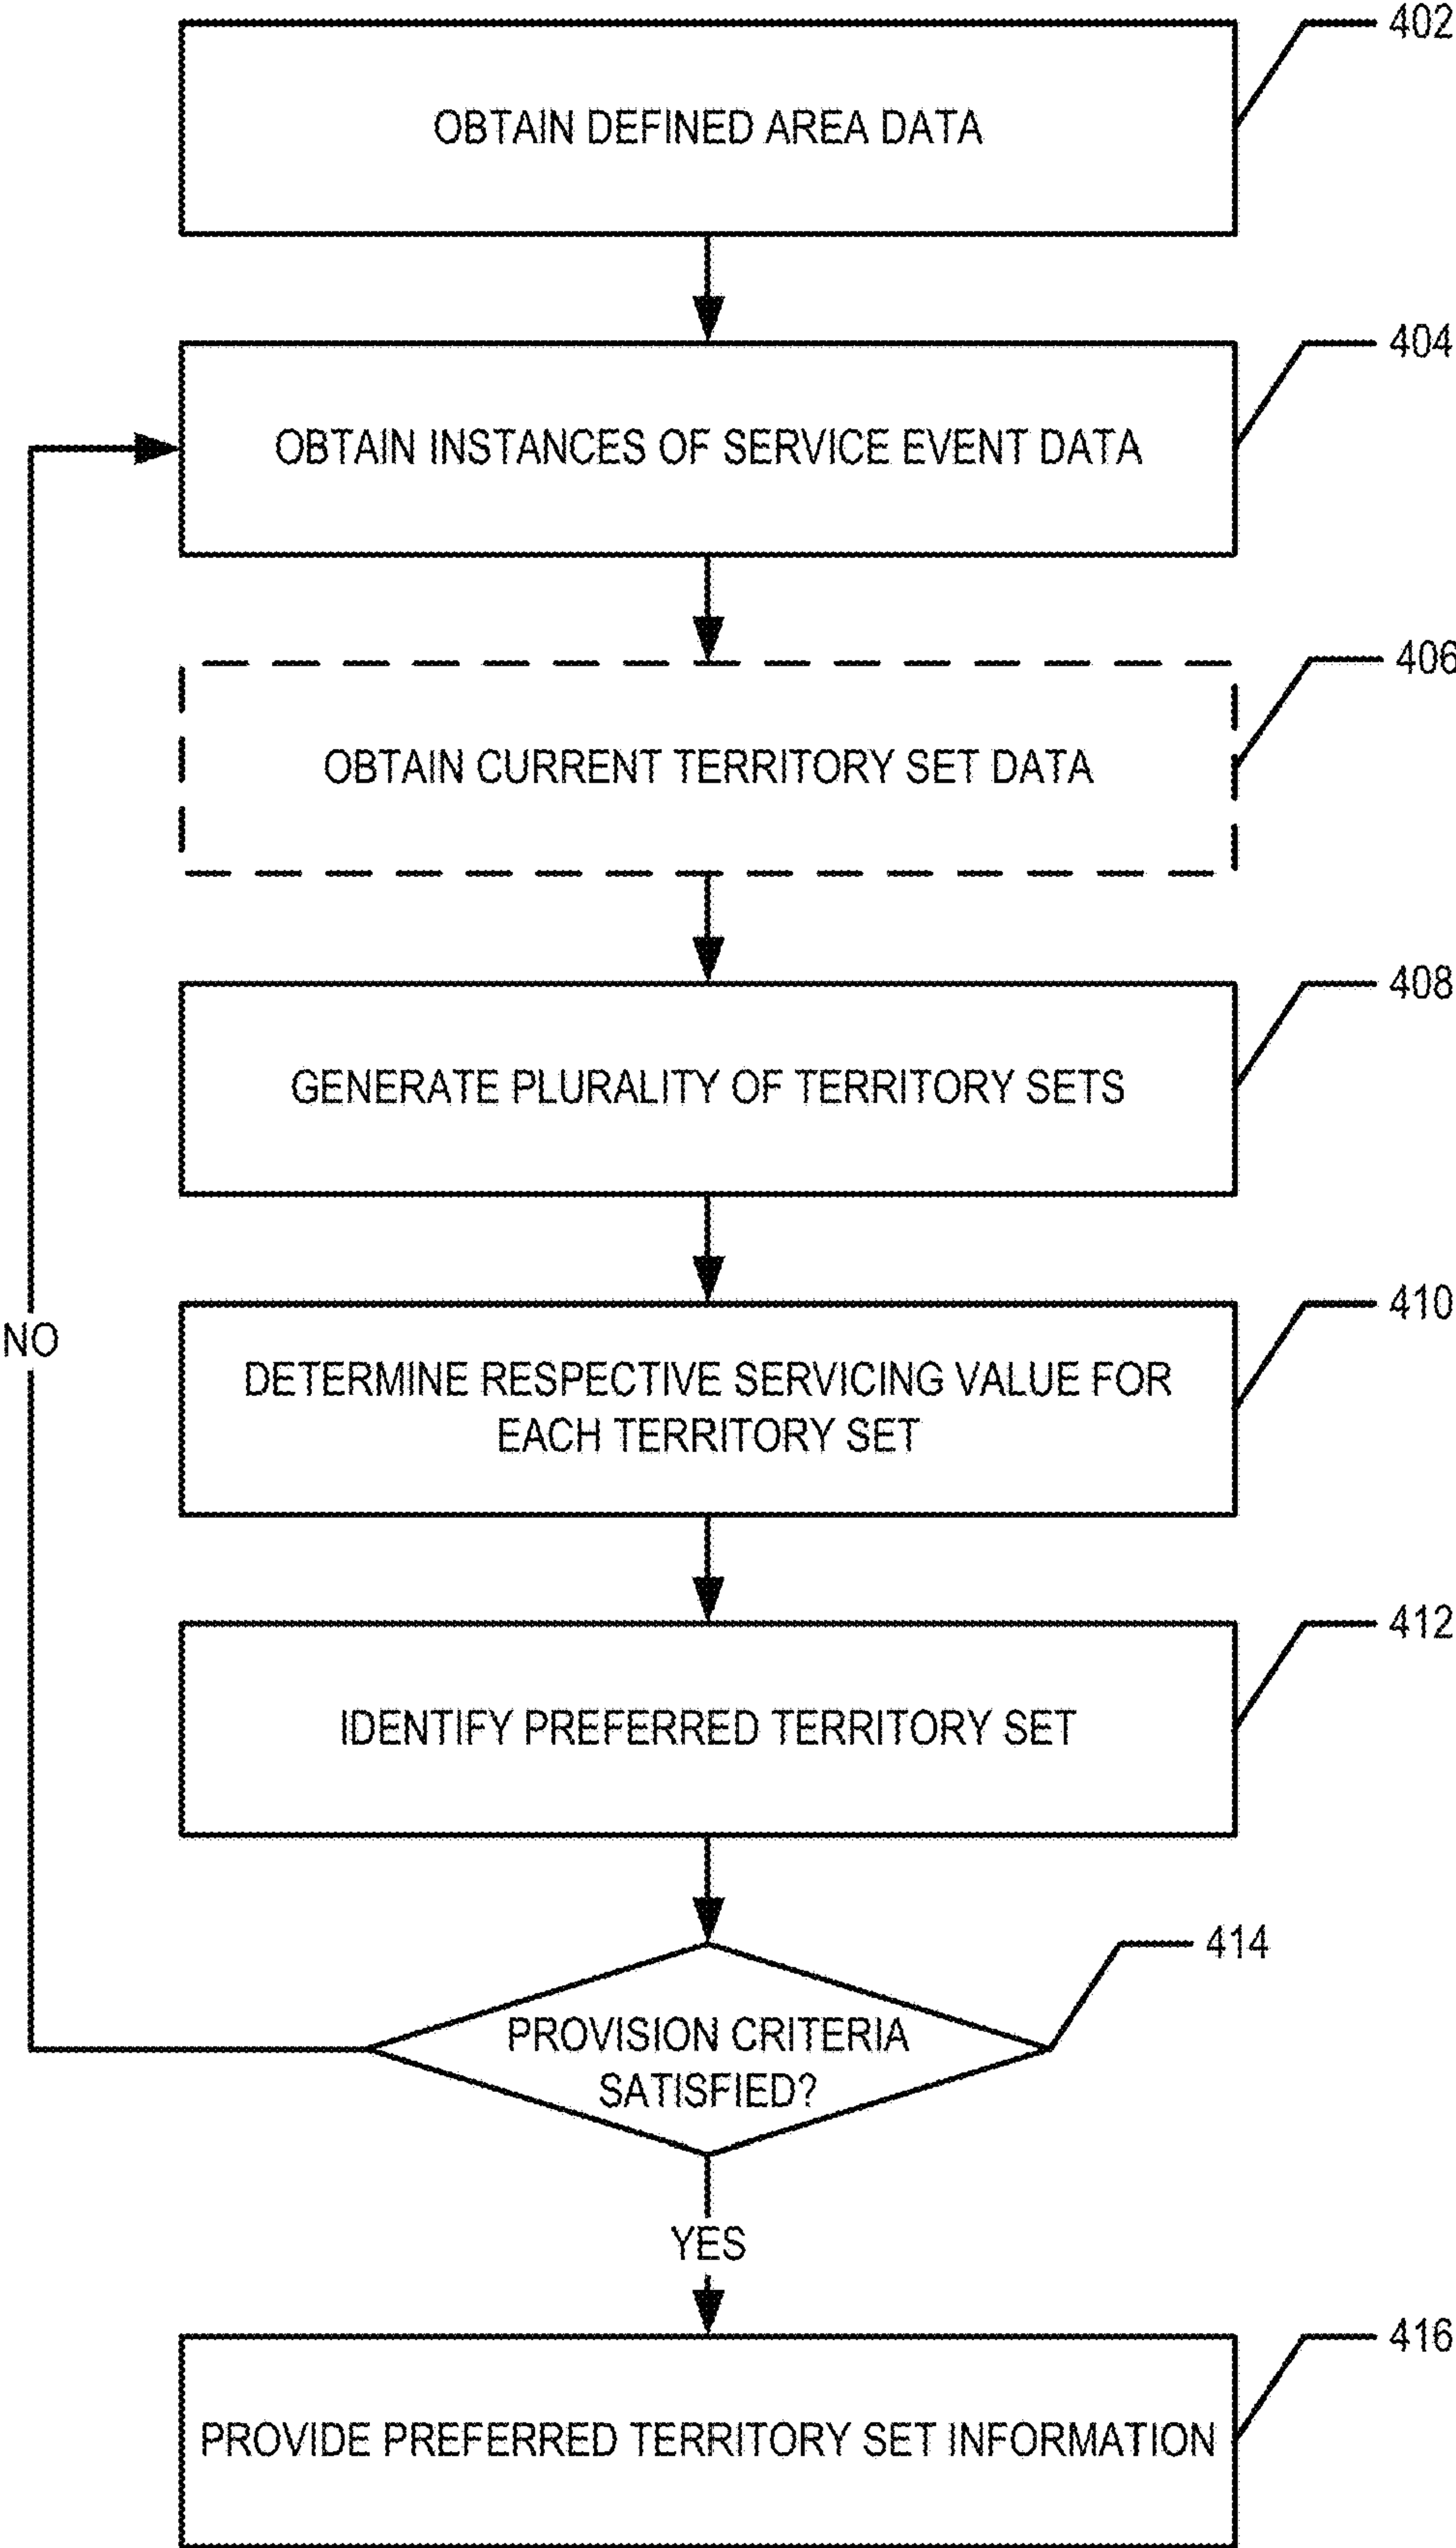 402
OBTAIN DEFINED AREA DATA
404
OBTAIN INSTANCES OF SERVICE EVENT DATA
406
OBTAIN CURRENT TERRITORY SET DATA
408
GENERATE PLURALITY OF TERRITORY SETS
410
NO
DETERMINE RESPECTIVE SERVICING VALUE FOR
EACH TERRITORY SET
412
IDENTIFY PREFERRED TERRITORY SET
414
PROVISION CRITERIA
SATISFIED?
YES
416
PROVIDE PREFERRED TERRITORY SET INFORMATION